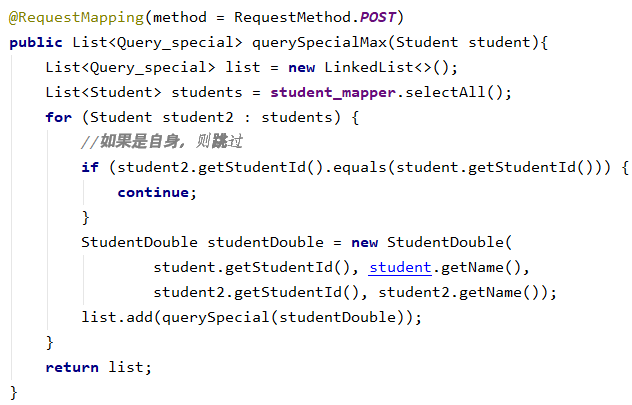 @RequestMapping(method = RequestMethod.POST)
public List<Query_special> querySpecialMax(Student student){
    List<Query_special> list = new LinkedList<>();
    List<Student> students = student_mapper.selectAll();
    for (Student student2 : students) {
        //如果是自身，则跳过
        if (student2.getStudentId().equals(student.getStudentId())) {
            continue;
        }
        StudentDouble studentDouble = new StudentDouble(
                student.getStudentId(), student.getName(),
                student2.getStudentId(), student2.getName());
        list.add(querySpecial(studentDouble));
    }
    return list;
}